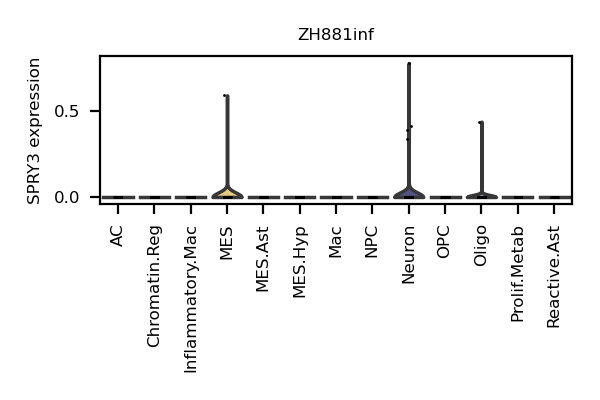 ZH881inf
SPRY3 expression
0.5
0.0
AC
Chromatin.Reg
Inflammatory.Mac
MES
MES.Ast
MES.Hyp
Mac
NPC
Neuron
OPC
Oligo
Prolif.Metab
Reactive.Ast